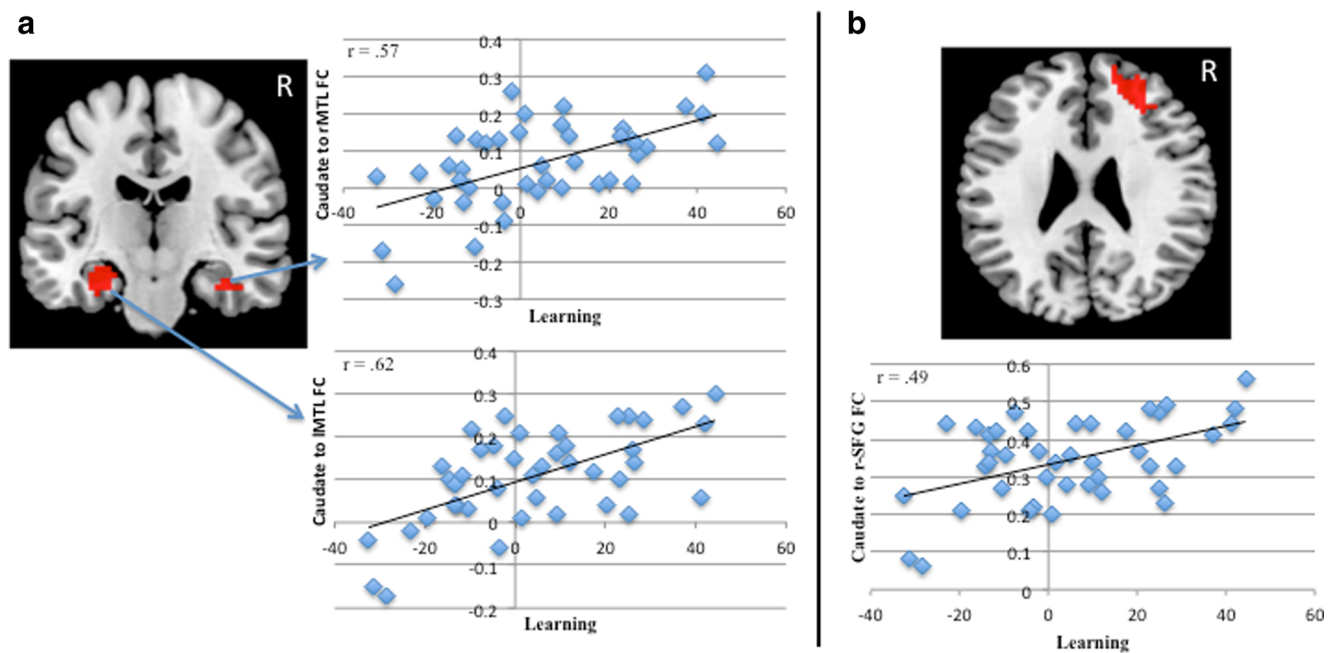 a
R
r = .57
Caudate to rMTL FC
0.4
0.3
0.2
0.1
0
-0.1
-0.2
-0.3
-40 -20 0 20 40 60
Learning
r = .62
Caudate to lMTL FC
0.4
0.3
0.2
0.1
0
-0.1
-0.2
-40 -20 0 20 40 60
Learning
b
R
r = .49
Caudate to r-SFG FC
0.6
0.5
0.4
0.3
0.2
0.1
0
-40 -20 0 20 40 60
Learning